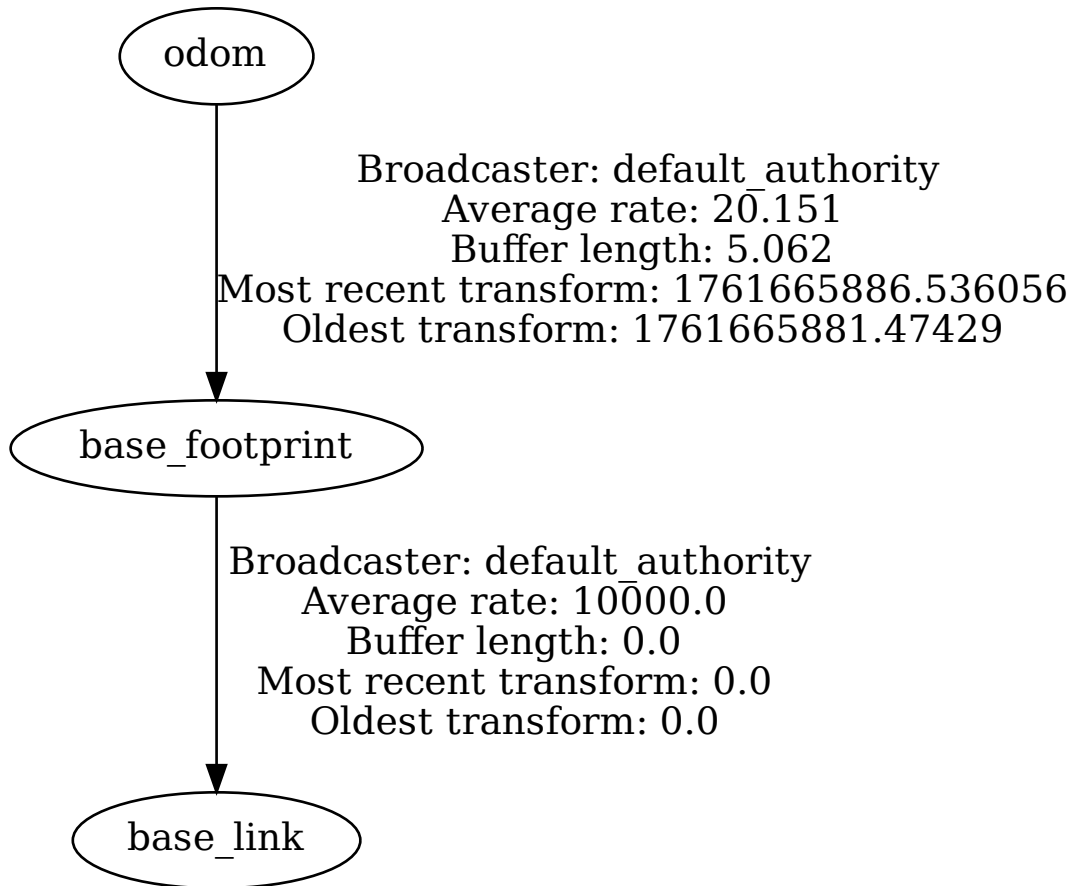 odom
Broadcaster: default_authority
Average rate: 20.151
Buffer length: 5.062
Most recent transform: 1761665886.536056
Oldest transform: 1761665881.47429
base_footprint
Broadcaster: default_authority
Average rate: 10000.0
Buffer length: 0.0
Most recent transform: 0.0
Oldest transform: 0.0
base_link